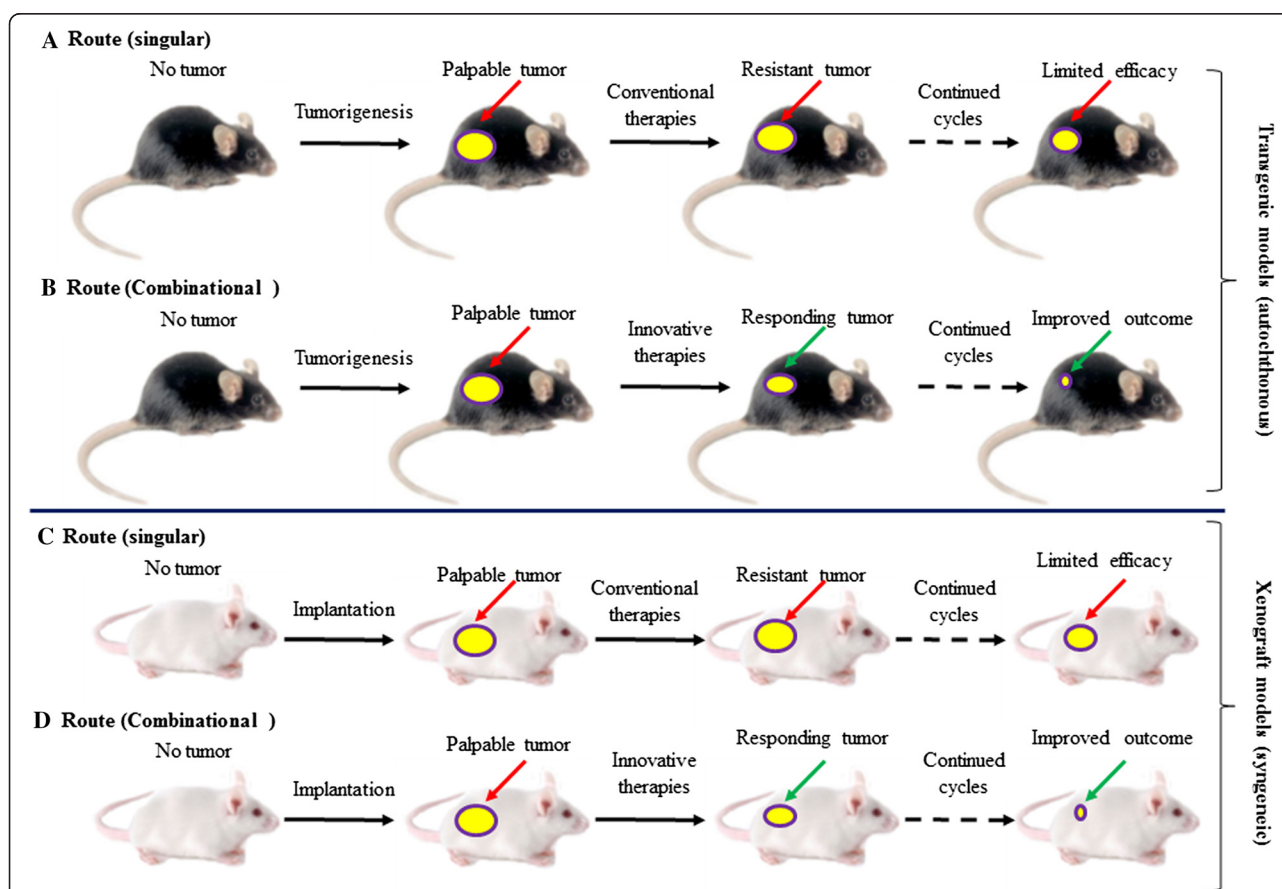 A Route (singular)
No tumor
Palpable tumor
Resistant tumor
Limited efficacy
Tumorigenesis
Conventional
therapies
Continued
cycles
B Route (Combinational )
No tumor
Palpable tumor
Responding tumor
Improved outcome
Tumorigenesis
Innovative
therapies
Continued
cycles
Transgenic models (autochthonous)
C Route (singular)
No tumor
Palpable tumor
Resistant tumor
Limited efficacy
Implantation
Conventional
therapies
Continued
cycles
D Route (Combinational )
No tumor
Palpable tumor
Responding tumor
Improved outcome
Implantation
Innovative
therapies
Continued
cycles
Xenograft models (syngeneic)